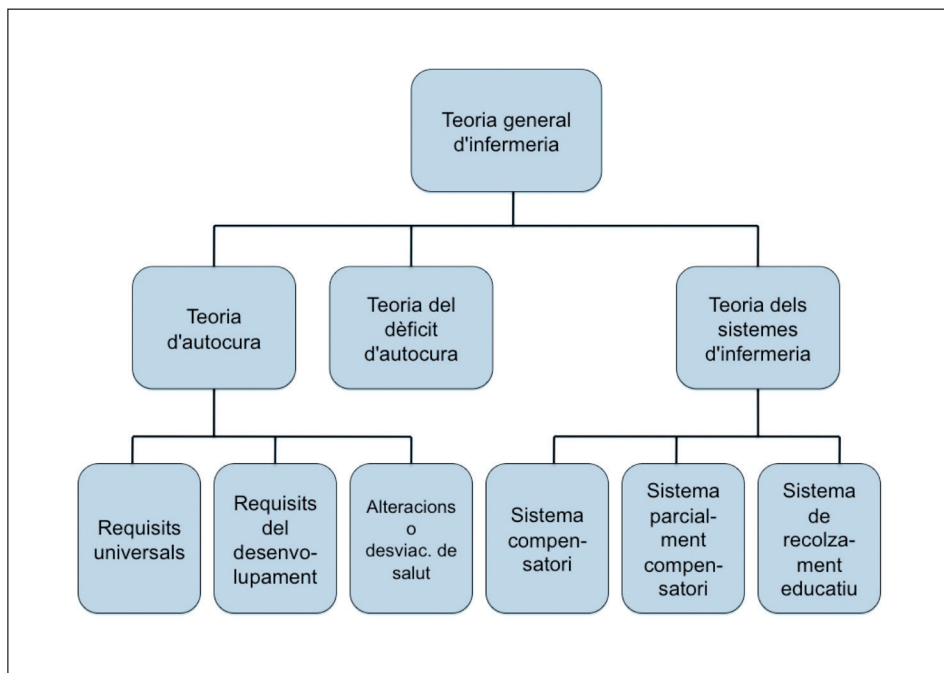 Teoria general
d'infermeria
Teoria
d'autocura
Teoria del
dèficit
d'autocura
Teoria dels
sistemes
d'infermeria
Requisits
universals
Requisits
del
desenvo-
lupament
Alteracions
o
desviac. de
salut
Sistema
compen-
satori
Sistema
parcial-
ment
compen-
satori
Sistema
de
recolza-
ment
educatiu